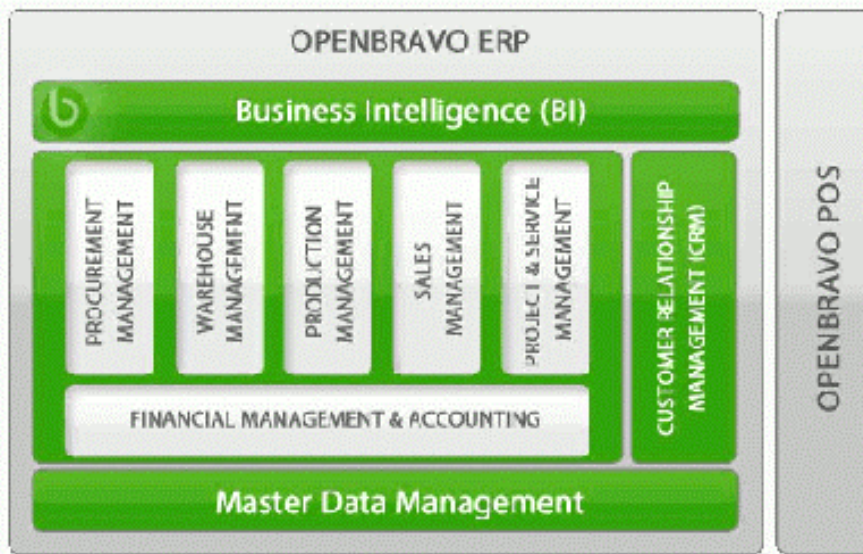 OPENBRAVO ERP
Business Intelligence (BI)
PROCUREMENT
MANAGEMENT
WAREHOUSE
MANAGEMENT
PRODUCTION
MANAGEMENT
SALES
MANAGEMENT
PROJECT & SERVICE
MANAGEMENT
FINANCIAL MANAGEMENT & ACCOUNTING
CUSTOMER RELATIONSHIP
MANAGEMENT (CRM)
Master Data Management
OPENBRAVO POS